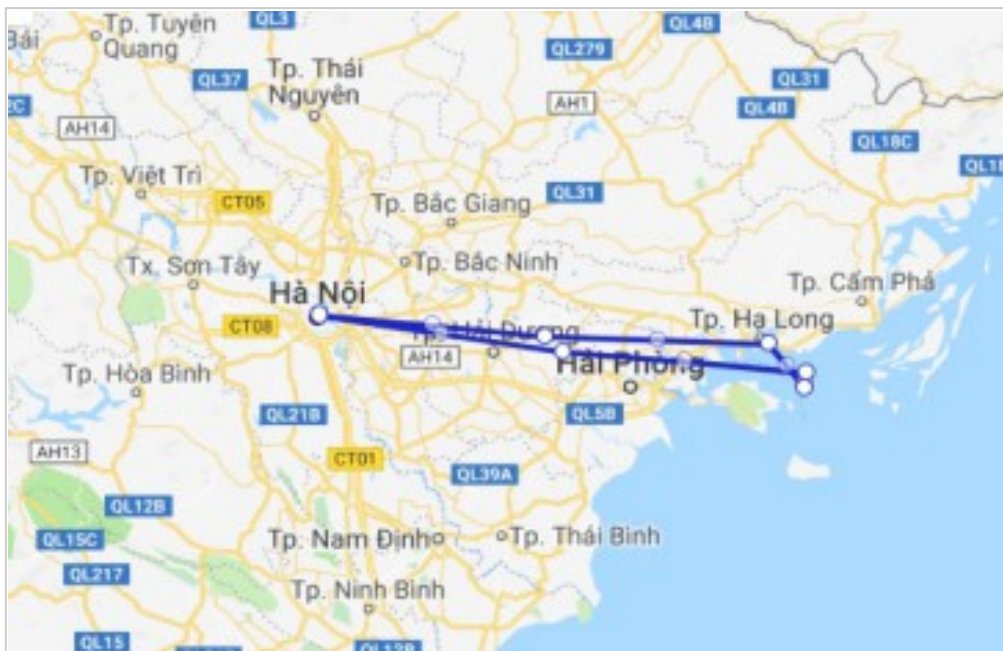 Tp. Tuyên
Quang
QL3
QL4B
QL279
QL37
Tp. Thái
Nguyên
QL31
AH1
QL4B
2C
AH14
QL18C
Tp. Việt Trì
CT05
QL31
Tp. Bắc Giang
Tx. Sơn Tây
Tp. Bắc Ninh
Tp. Cẩm Phả
Hà Nội
CT08
Tp. Hạ Long
AH14
Hải Phòng
Tp. Hòa Bình
QL21B
QL5B
AH13
CT01
QL39A
QL12B
QL15C
Tp. Nam Định
Tp. Thái Bình
QL217
Tp. Ninh Bình
QL15
QL12B